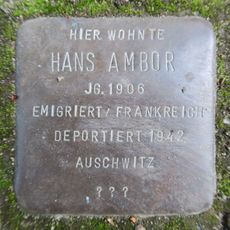 HIER WOHNTE
HANS AMBOR
JG. 1906
EMIGRIERT/FRANKREICH
DEPORTIERT 1942
AUSCHWITZ
???